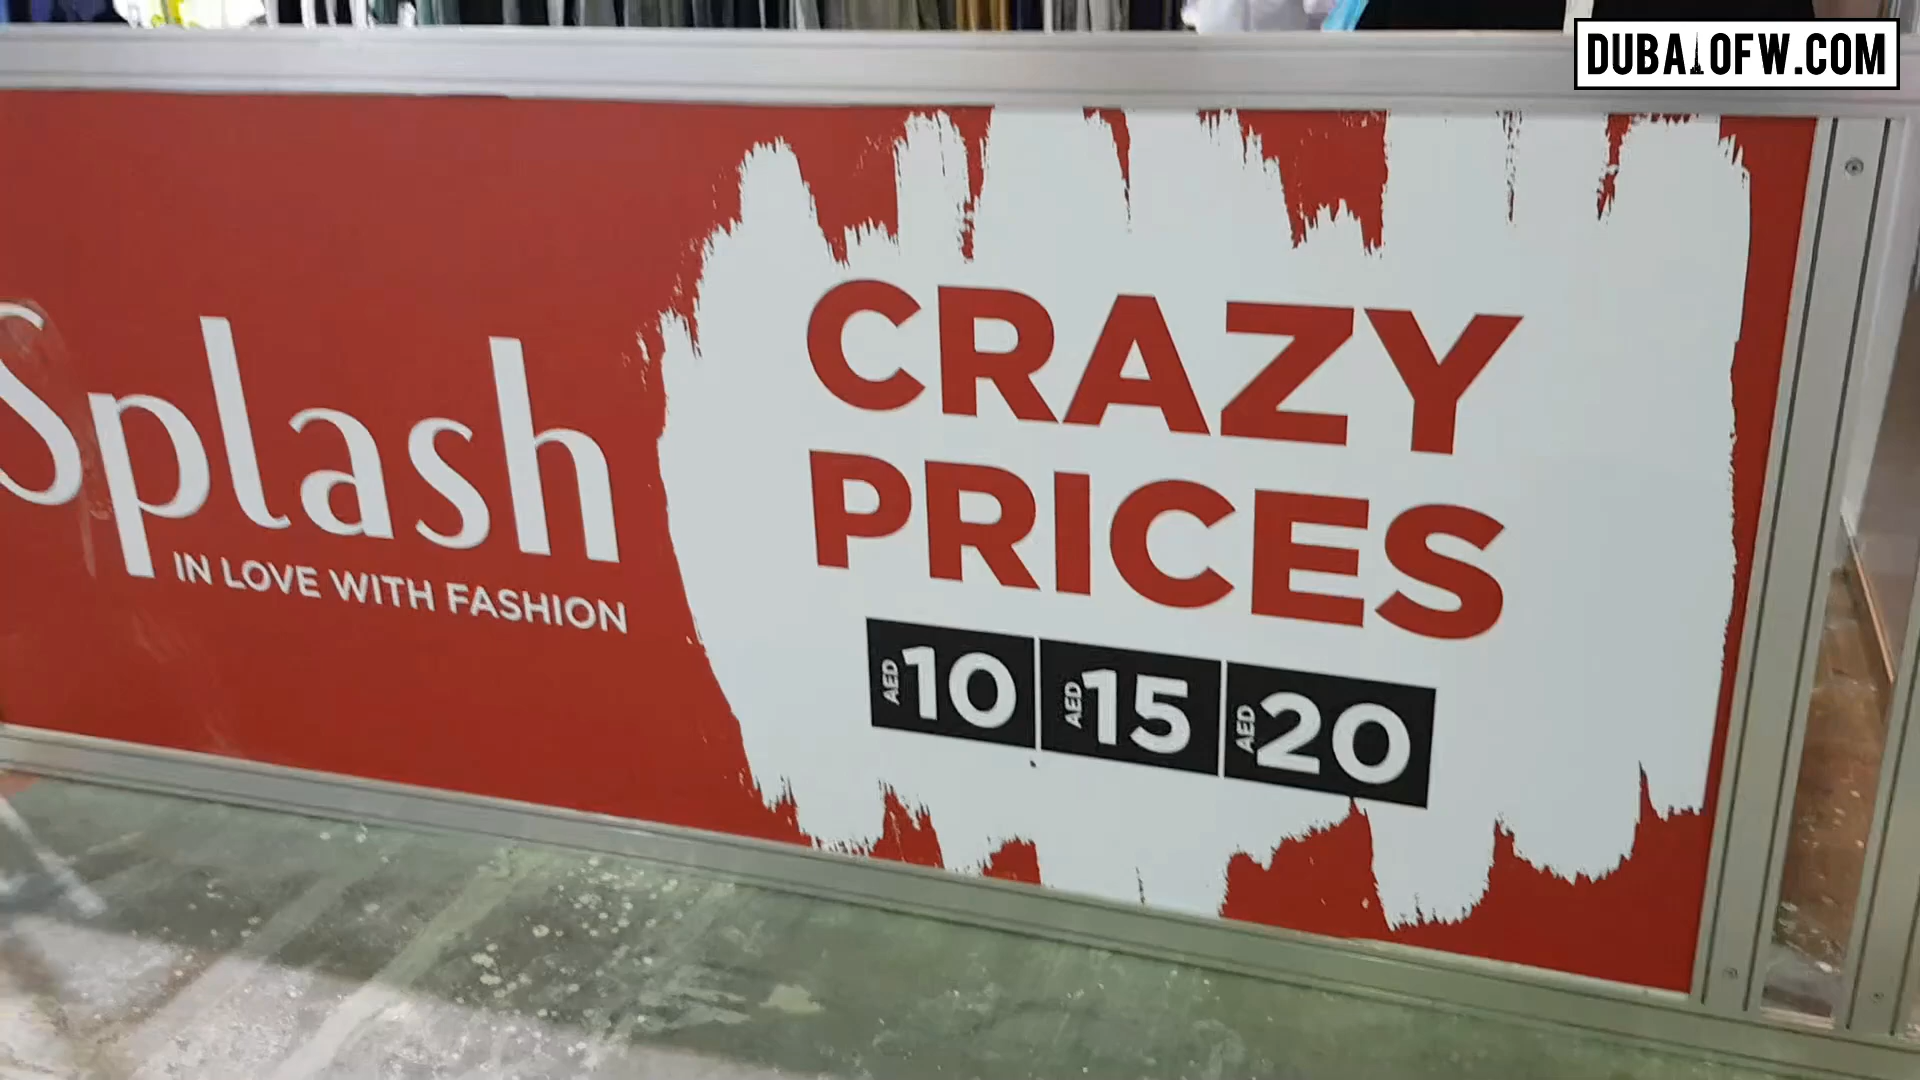 DUBAIOFW.COM
Splash
IN LOVE WITH FASHION
CRAZY
PRICES
AED 10 AED 15 AED 20